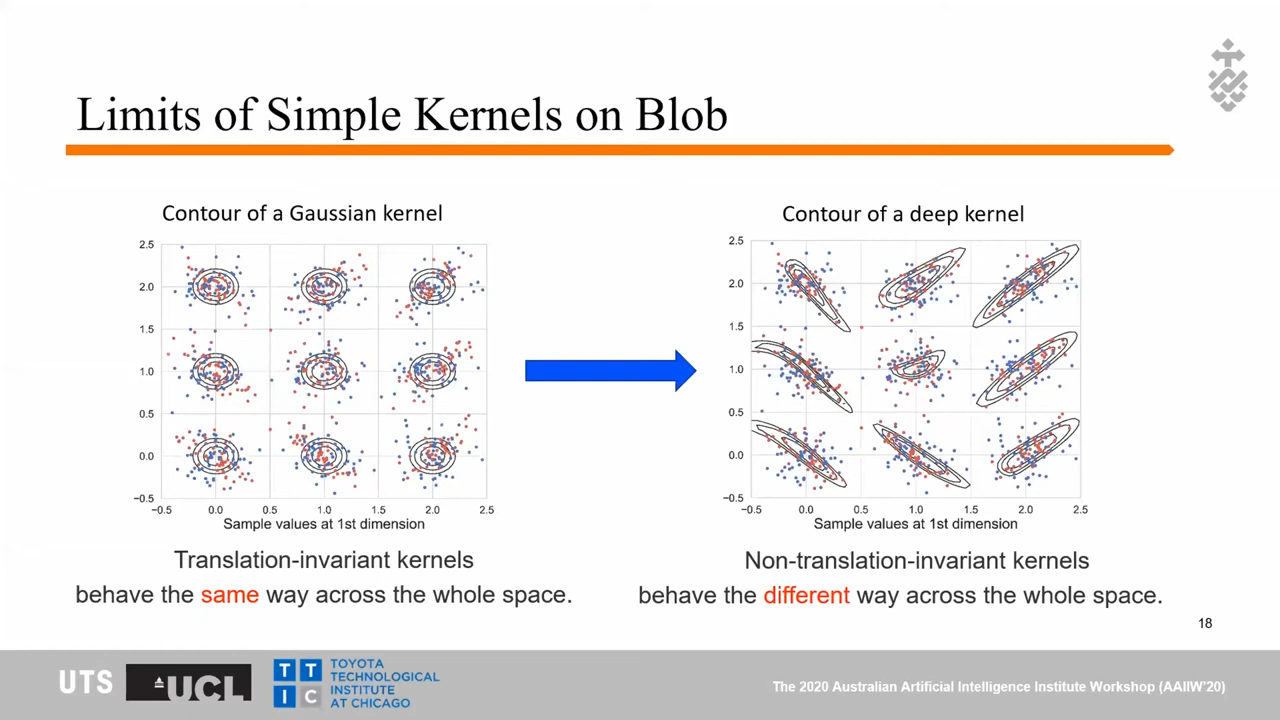 Limits of Simple Kernels on Blob
Contour of a Gaussian kernel
2.5
2.0
1.5
1.0
0.5
0.0
−0.5
−0.5 0.0 0.5 1.0 1.5 2.0 2.5
Sample values at 1st dimension
Translation-invariant kernels
behave the same way across the whole space.
Contour of a deep kernel
2.5
2.0
1.5
1.0
0.5
0.0
−0.5
−0.5 0.0 0.5 1.0 1.5 2.0 2.5
Sample values at 1st dimension
Non-translation-invariant kernels
behave the different way across the whole space.
18
UTS
UCL
T T
I C
TOYOTA
TECHNOLOGICAL
INSTITUTE
AT CHICAGO
The 2020 Australian Artificial Intelligence Institute Workshop (AAIIW'20)